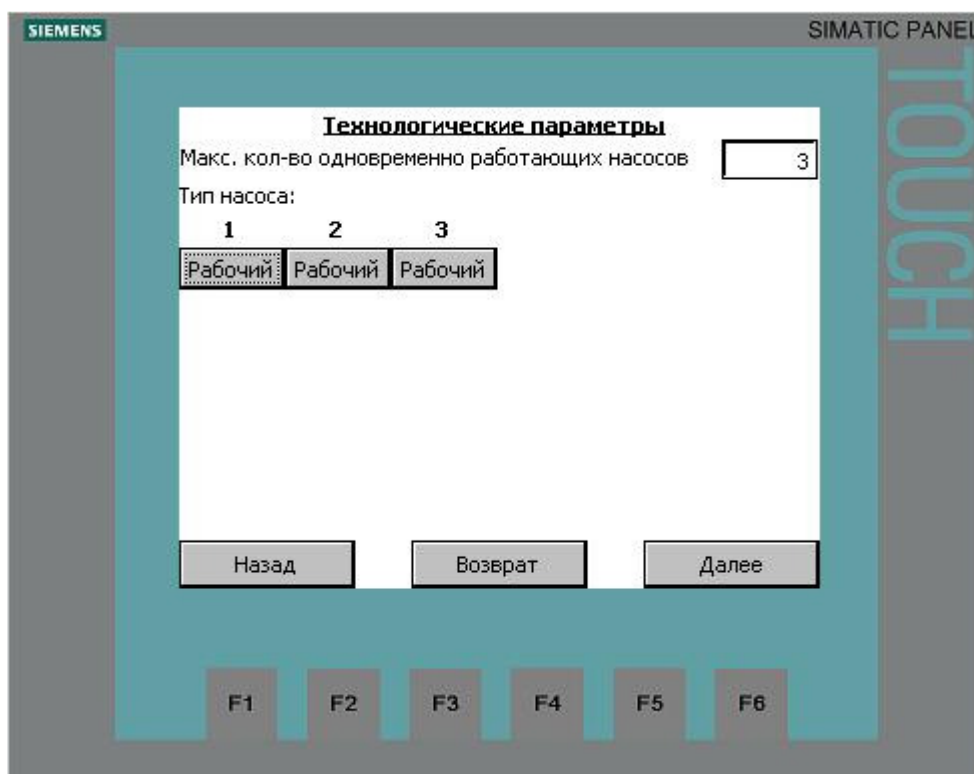 SIEMENS
SIMATIC PANEL
TOUCH
Технологические параметры
Макс. кол-во одновременно работающих насосов 3
Тип насоса:
1 2 3
Рабочий Рабочий Рабочий
Назад Возврат Далее
F1 F2 F3 F4 F5 F6